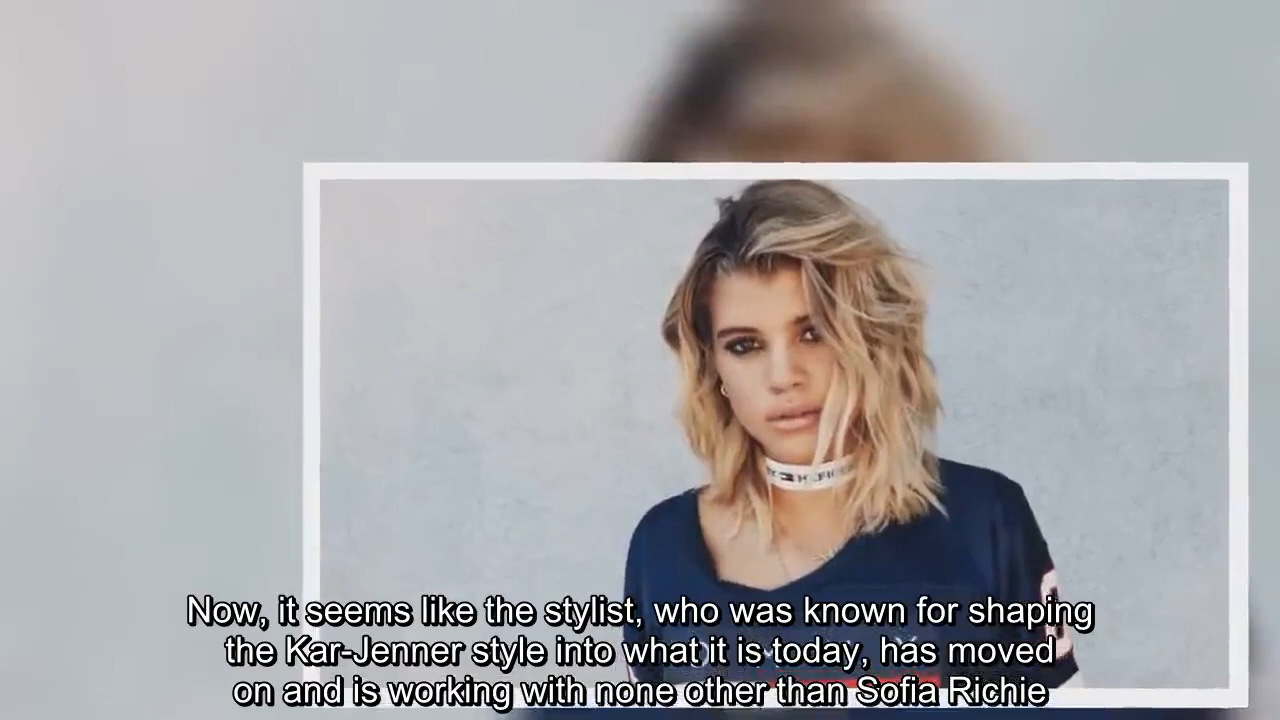 Now, it seems like the stylist, who was known for shaping
the Kar-Jenner style into what it is today, has moved
on and is working with none other than Sofia Richie